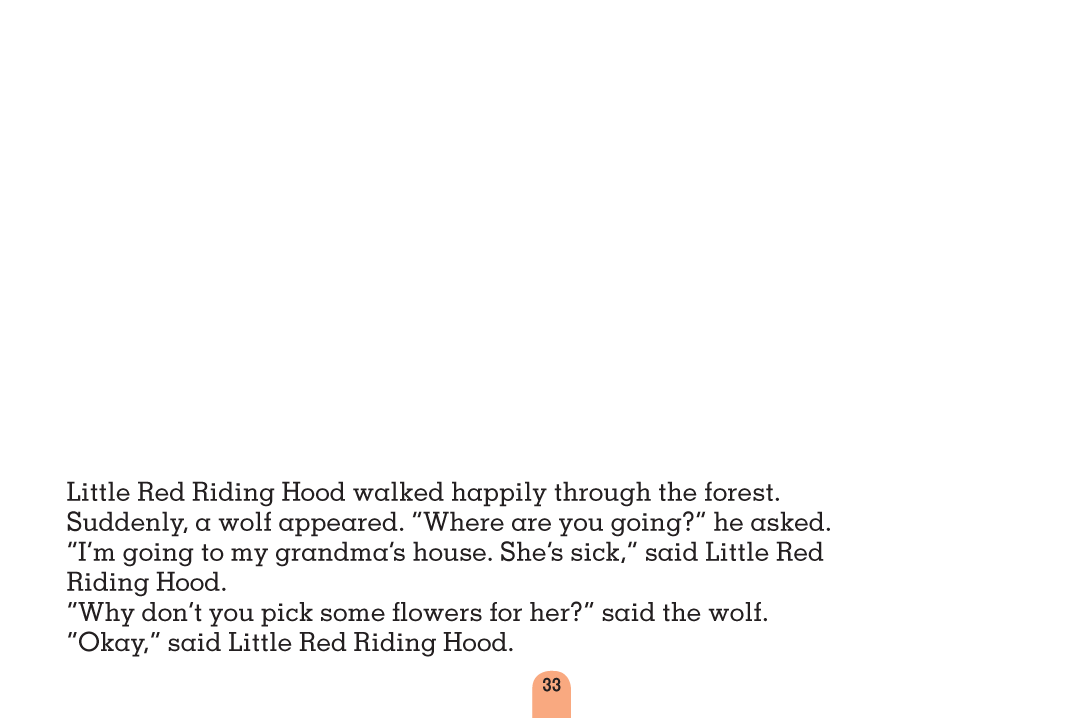 Little Red Riding Hood walked happily through the forest.
Suddenly, a wolf appeared. “Where are you going?” he asked.
“I’m going to my grandma’s house. She’s sick,” said Little Red
Riding Hood.
“Why don’t you pick some flowers for her?” said the wolf.
“Okay,” said Little Red Riding Hood.
33